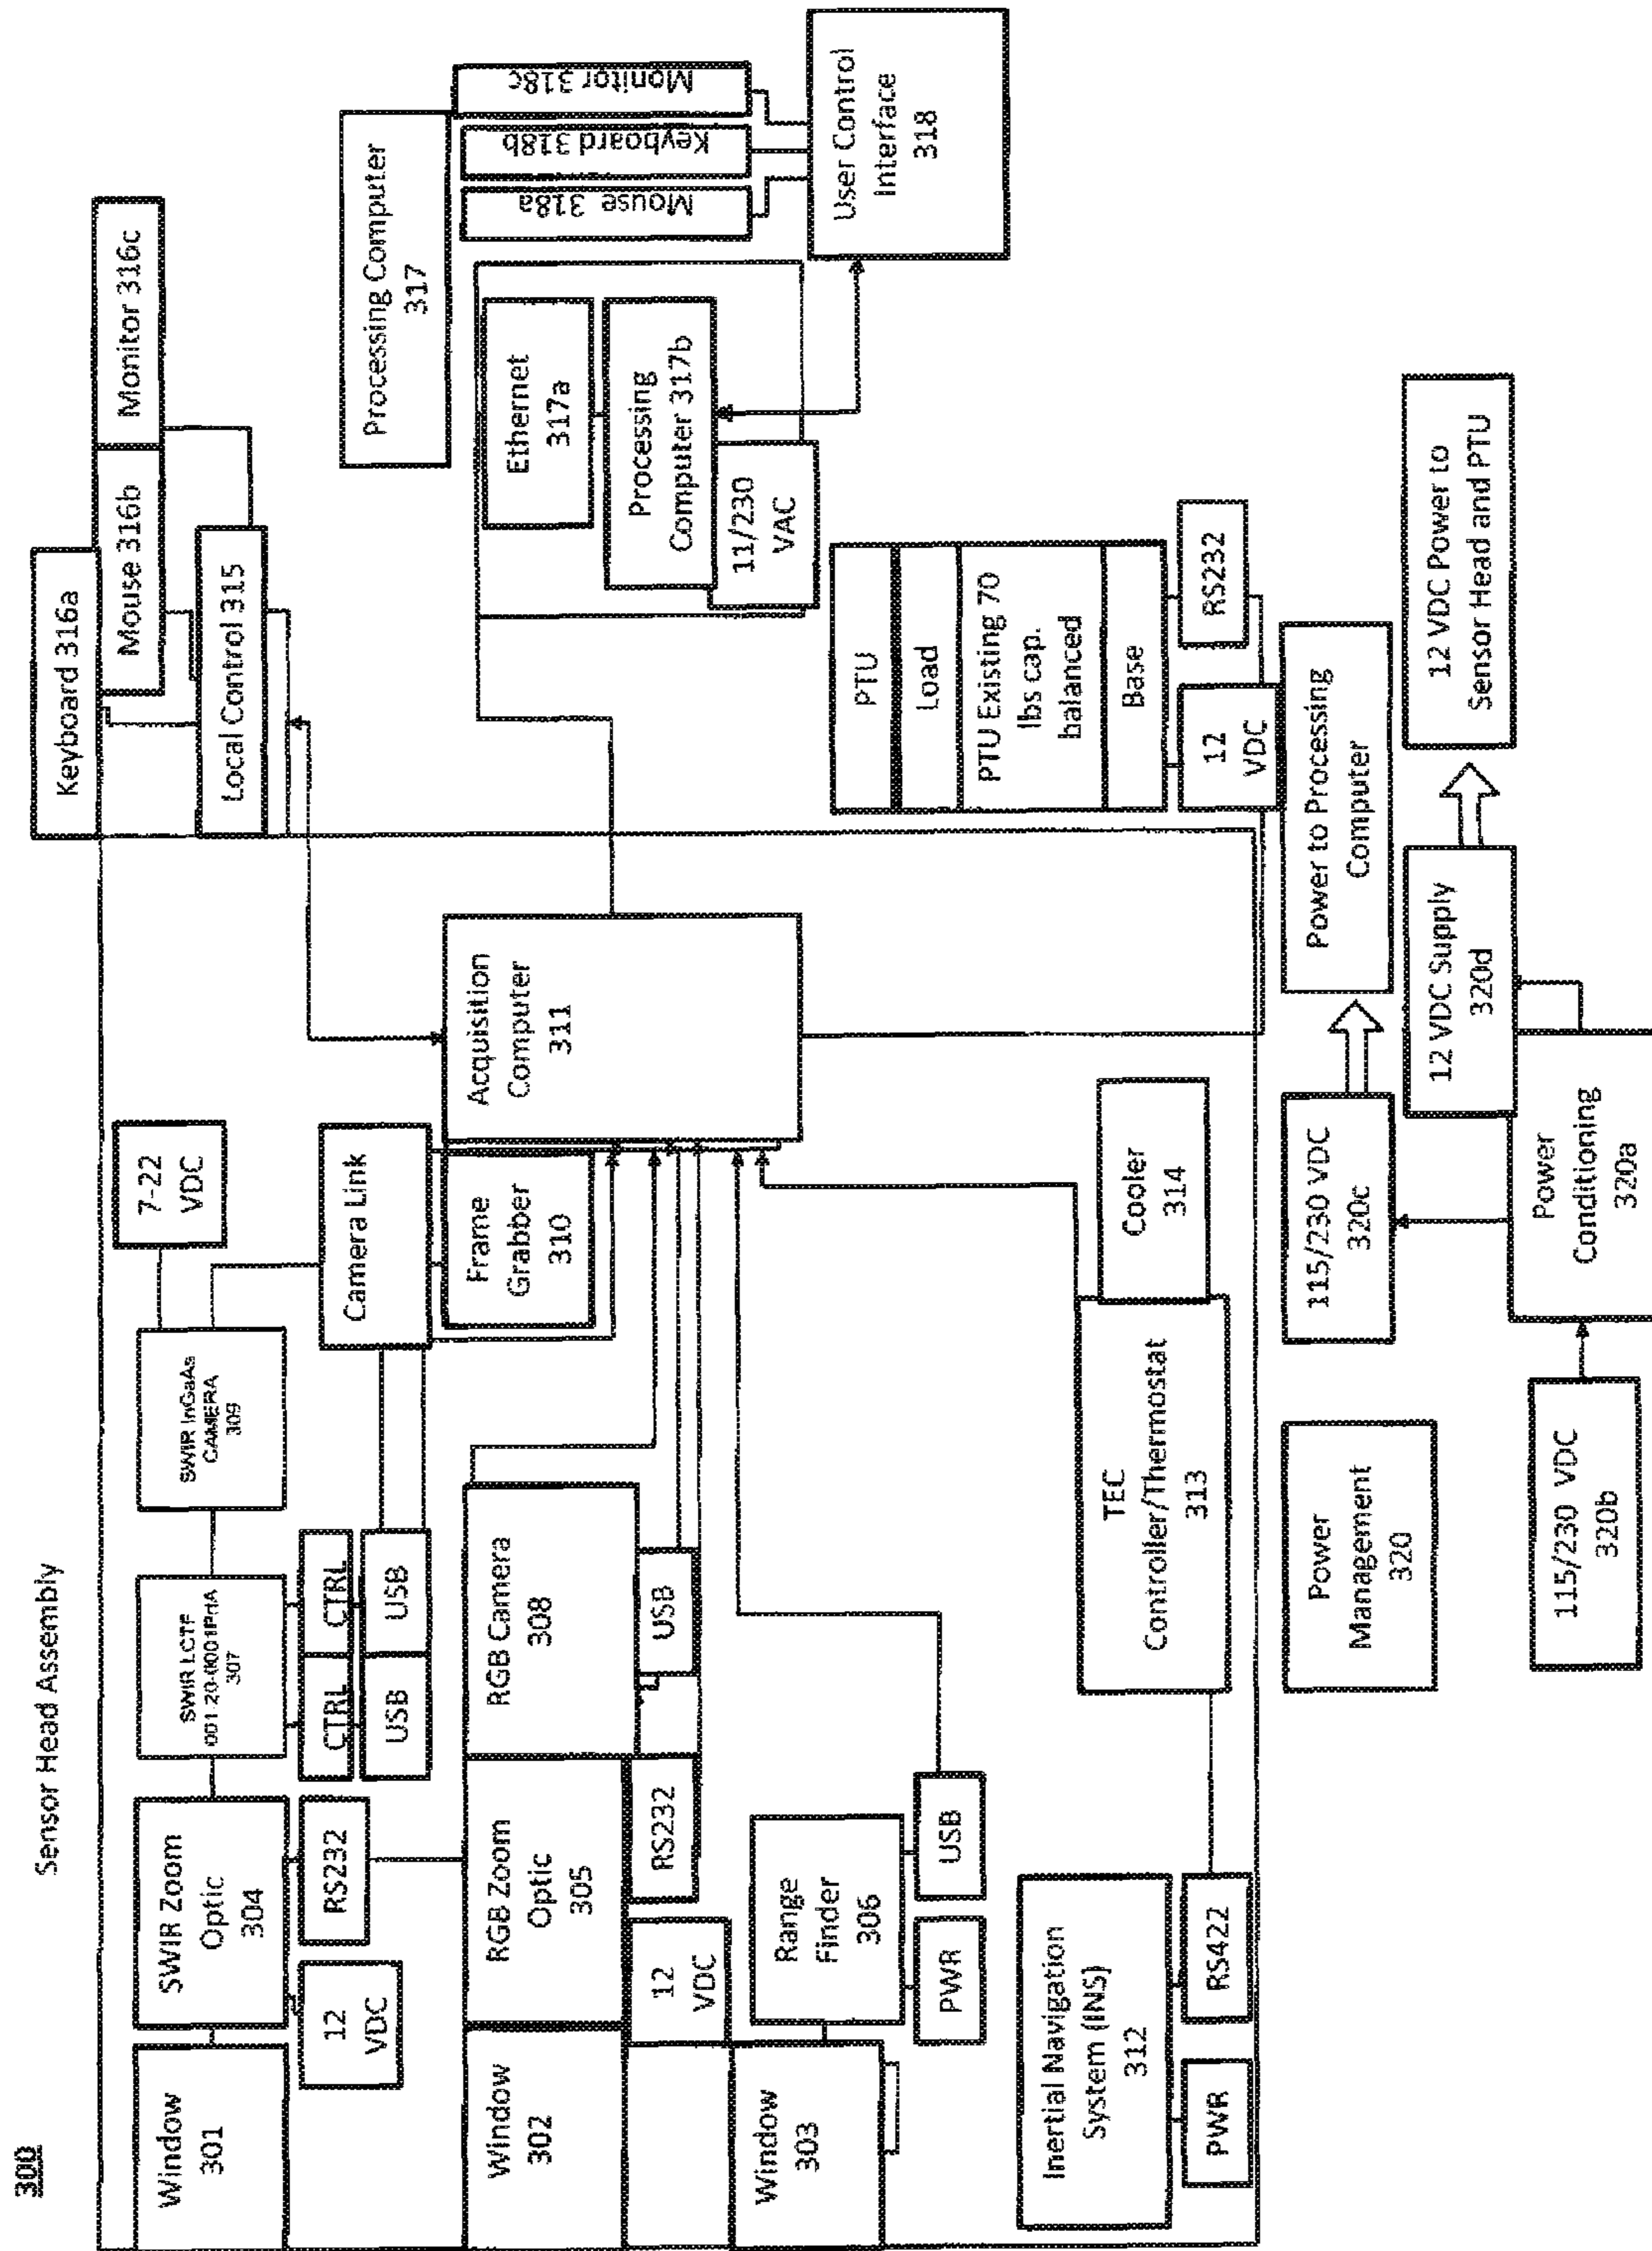 300
Sensor Head Assembly
Window
301
SWIR Zoom
Optic
304
12
VDC
RS232
SWIR LCTF
307
CTRL
CTRL
USB
USB
SWIR InGaAs
CAMERA
309
7-22
VDC
Camera Link
Frame
Grabber
310
Window
302
RGB Zoom
Optic
305
12
VDC
RS232
RGB Camera
308
USB
Window
303
Range
Finder
306
PWR
USB
Inertial Navigation
System (INS)
312
PWR
RS422
TEC
Controller/Thermostat
313
Cooler
314
Acquisition
Computer
311
Keyboard 316a
Mouse 316b
Monitor 316c
Local Control 315
Processing Computer
317
Ethernet
317a
Processing
Computer 317b
11/230
VAC
Mouse 318a
Keyboard 318b
Monitor 318c
User Control
Interface
318
PTU
Load
PTU Existing 70
lbs cap.
balanced
Base
12
VDC
RS232
Power
Management
320
115/230 VDC
320b
Power
Conditioning
320a
115/230 VDC
320c
Power to Processing
Computer
12 VDC Supply
320d
12 VDC Power to
Sensor Head and PTU